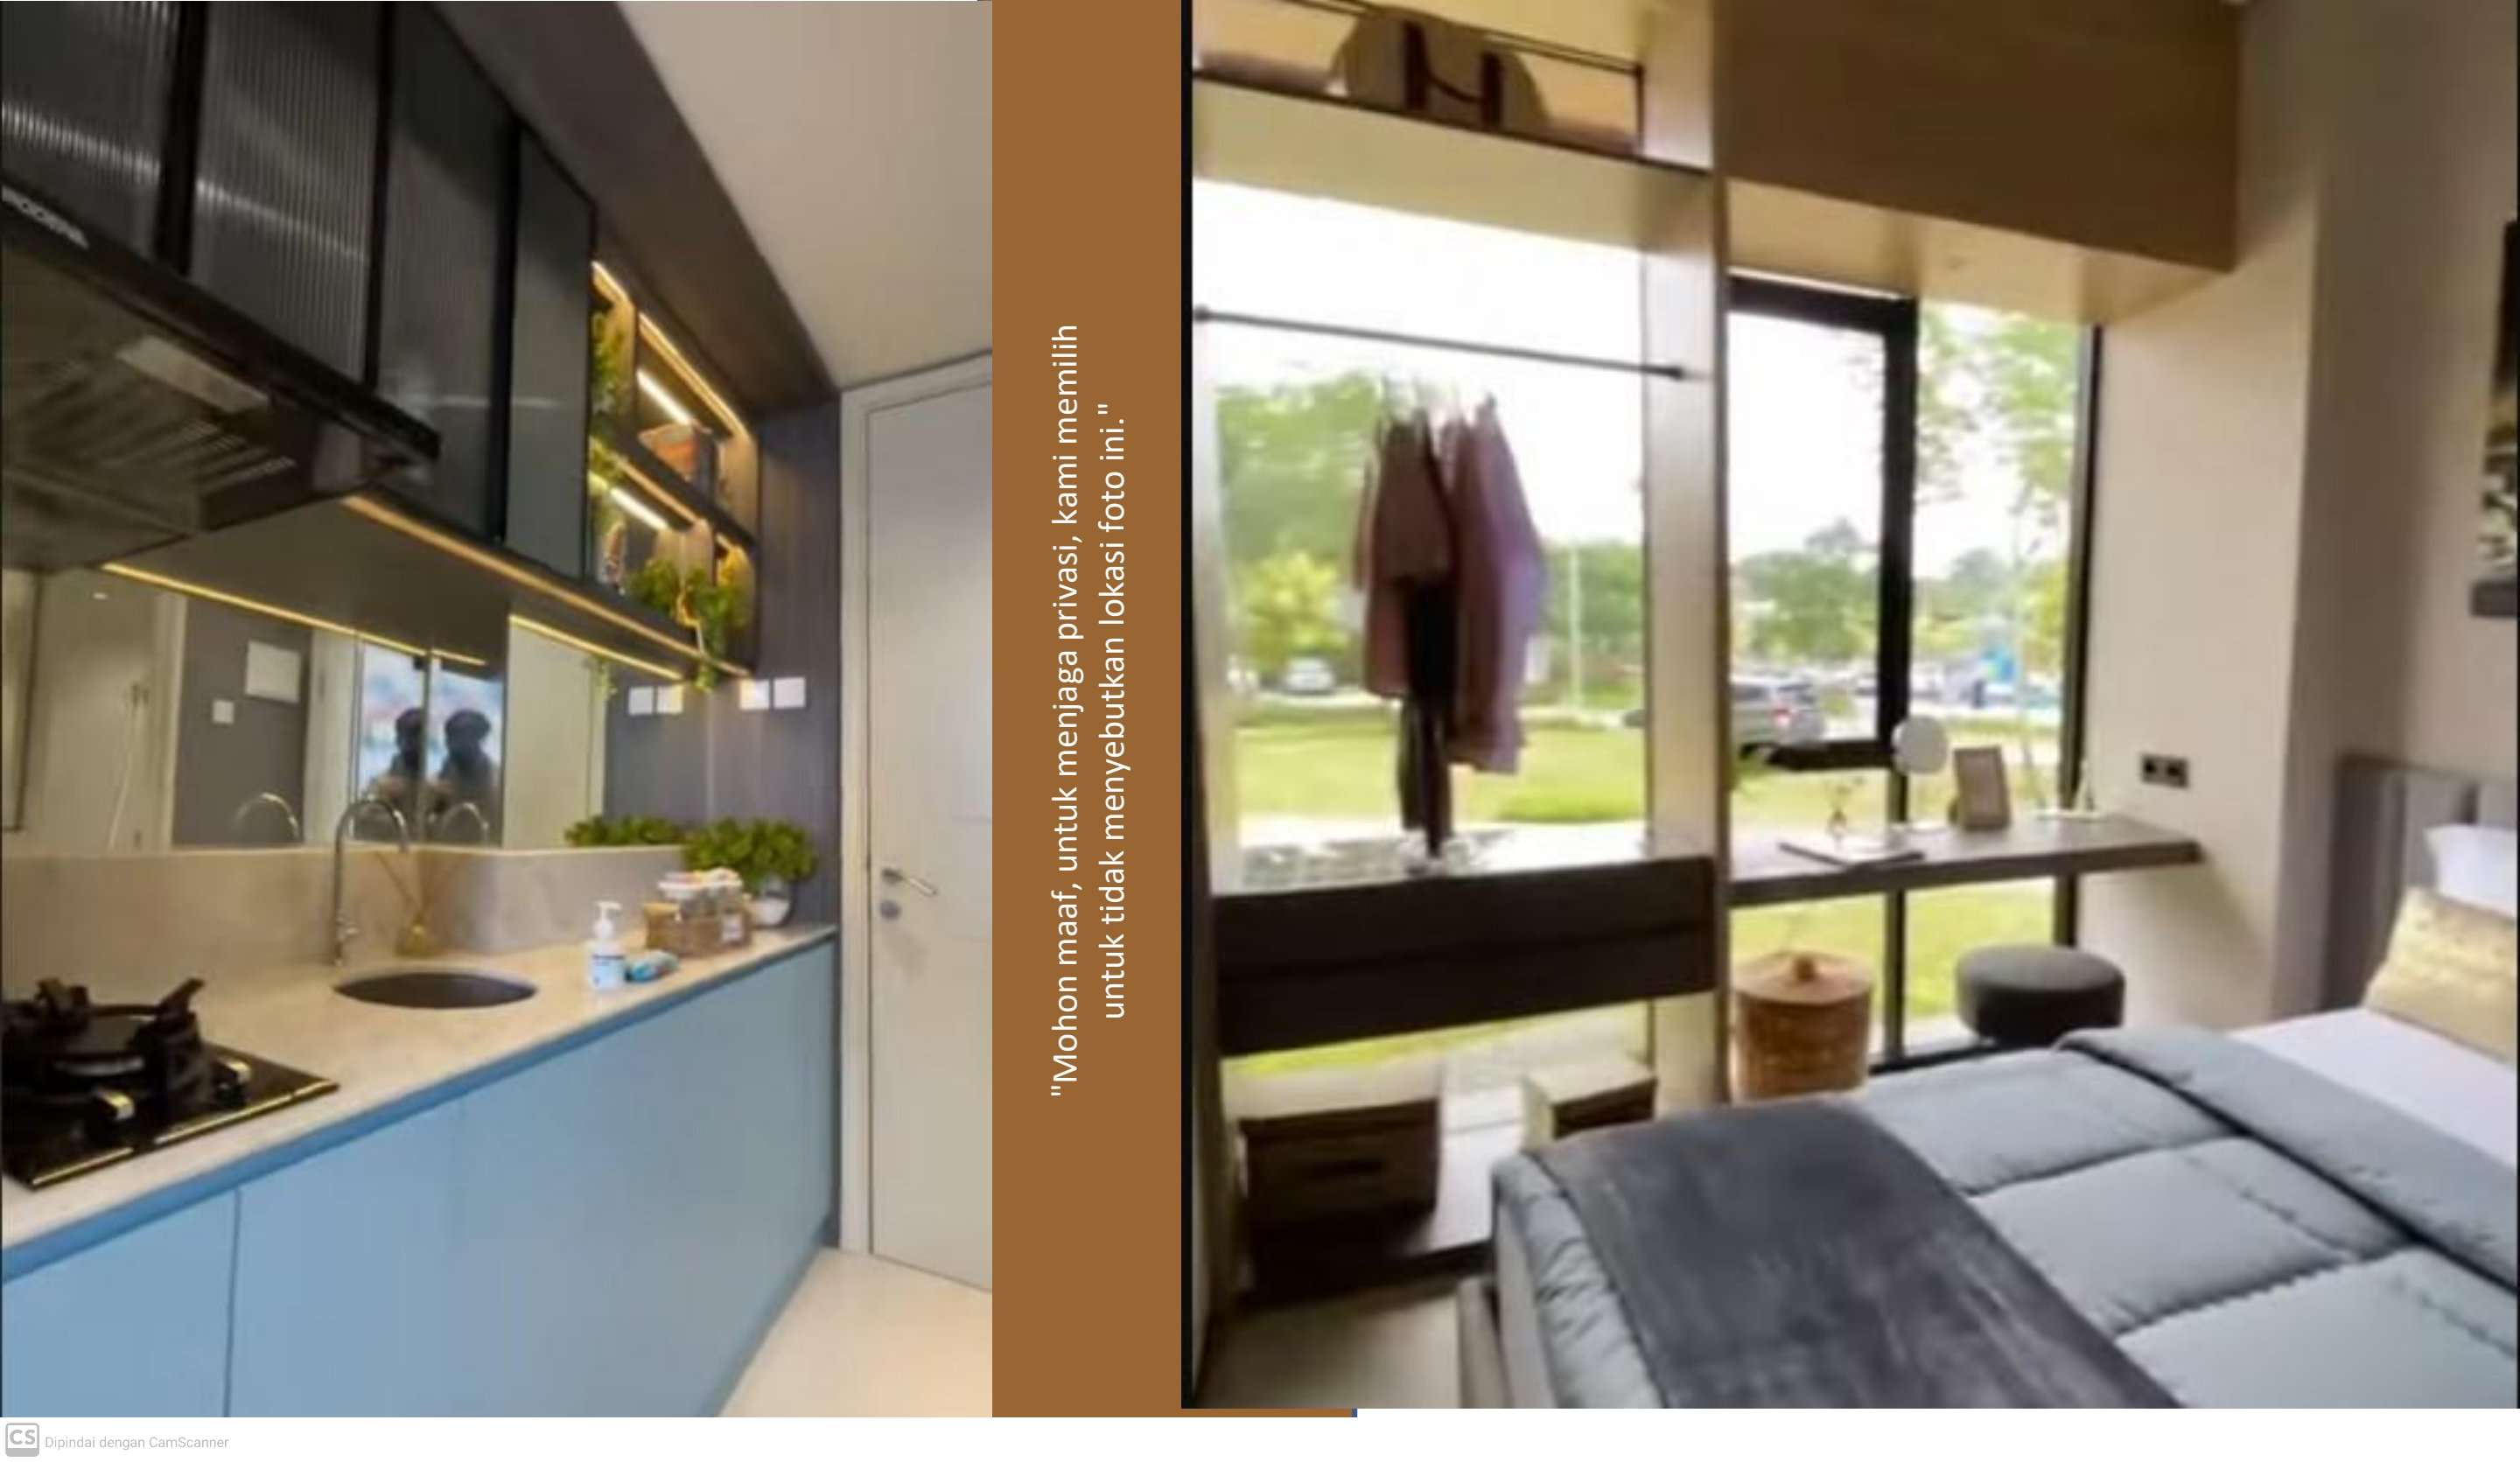 "Mohon maaf, untuk menjaga privasi, kami memilih
untuk tidak menyebutkan lokasi foto ini."
CS Dipindai dengan CamScanner